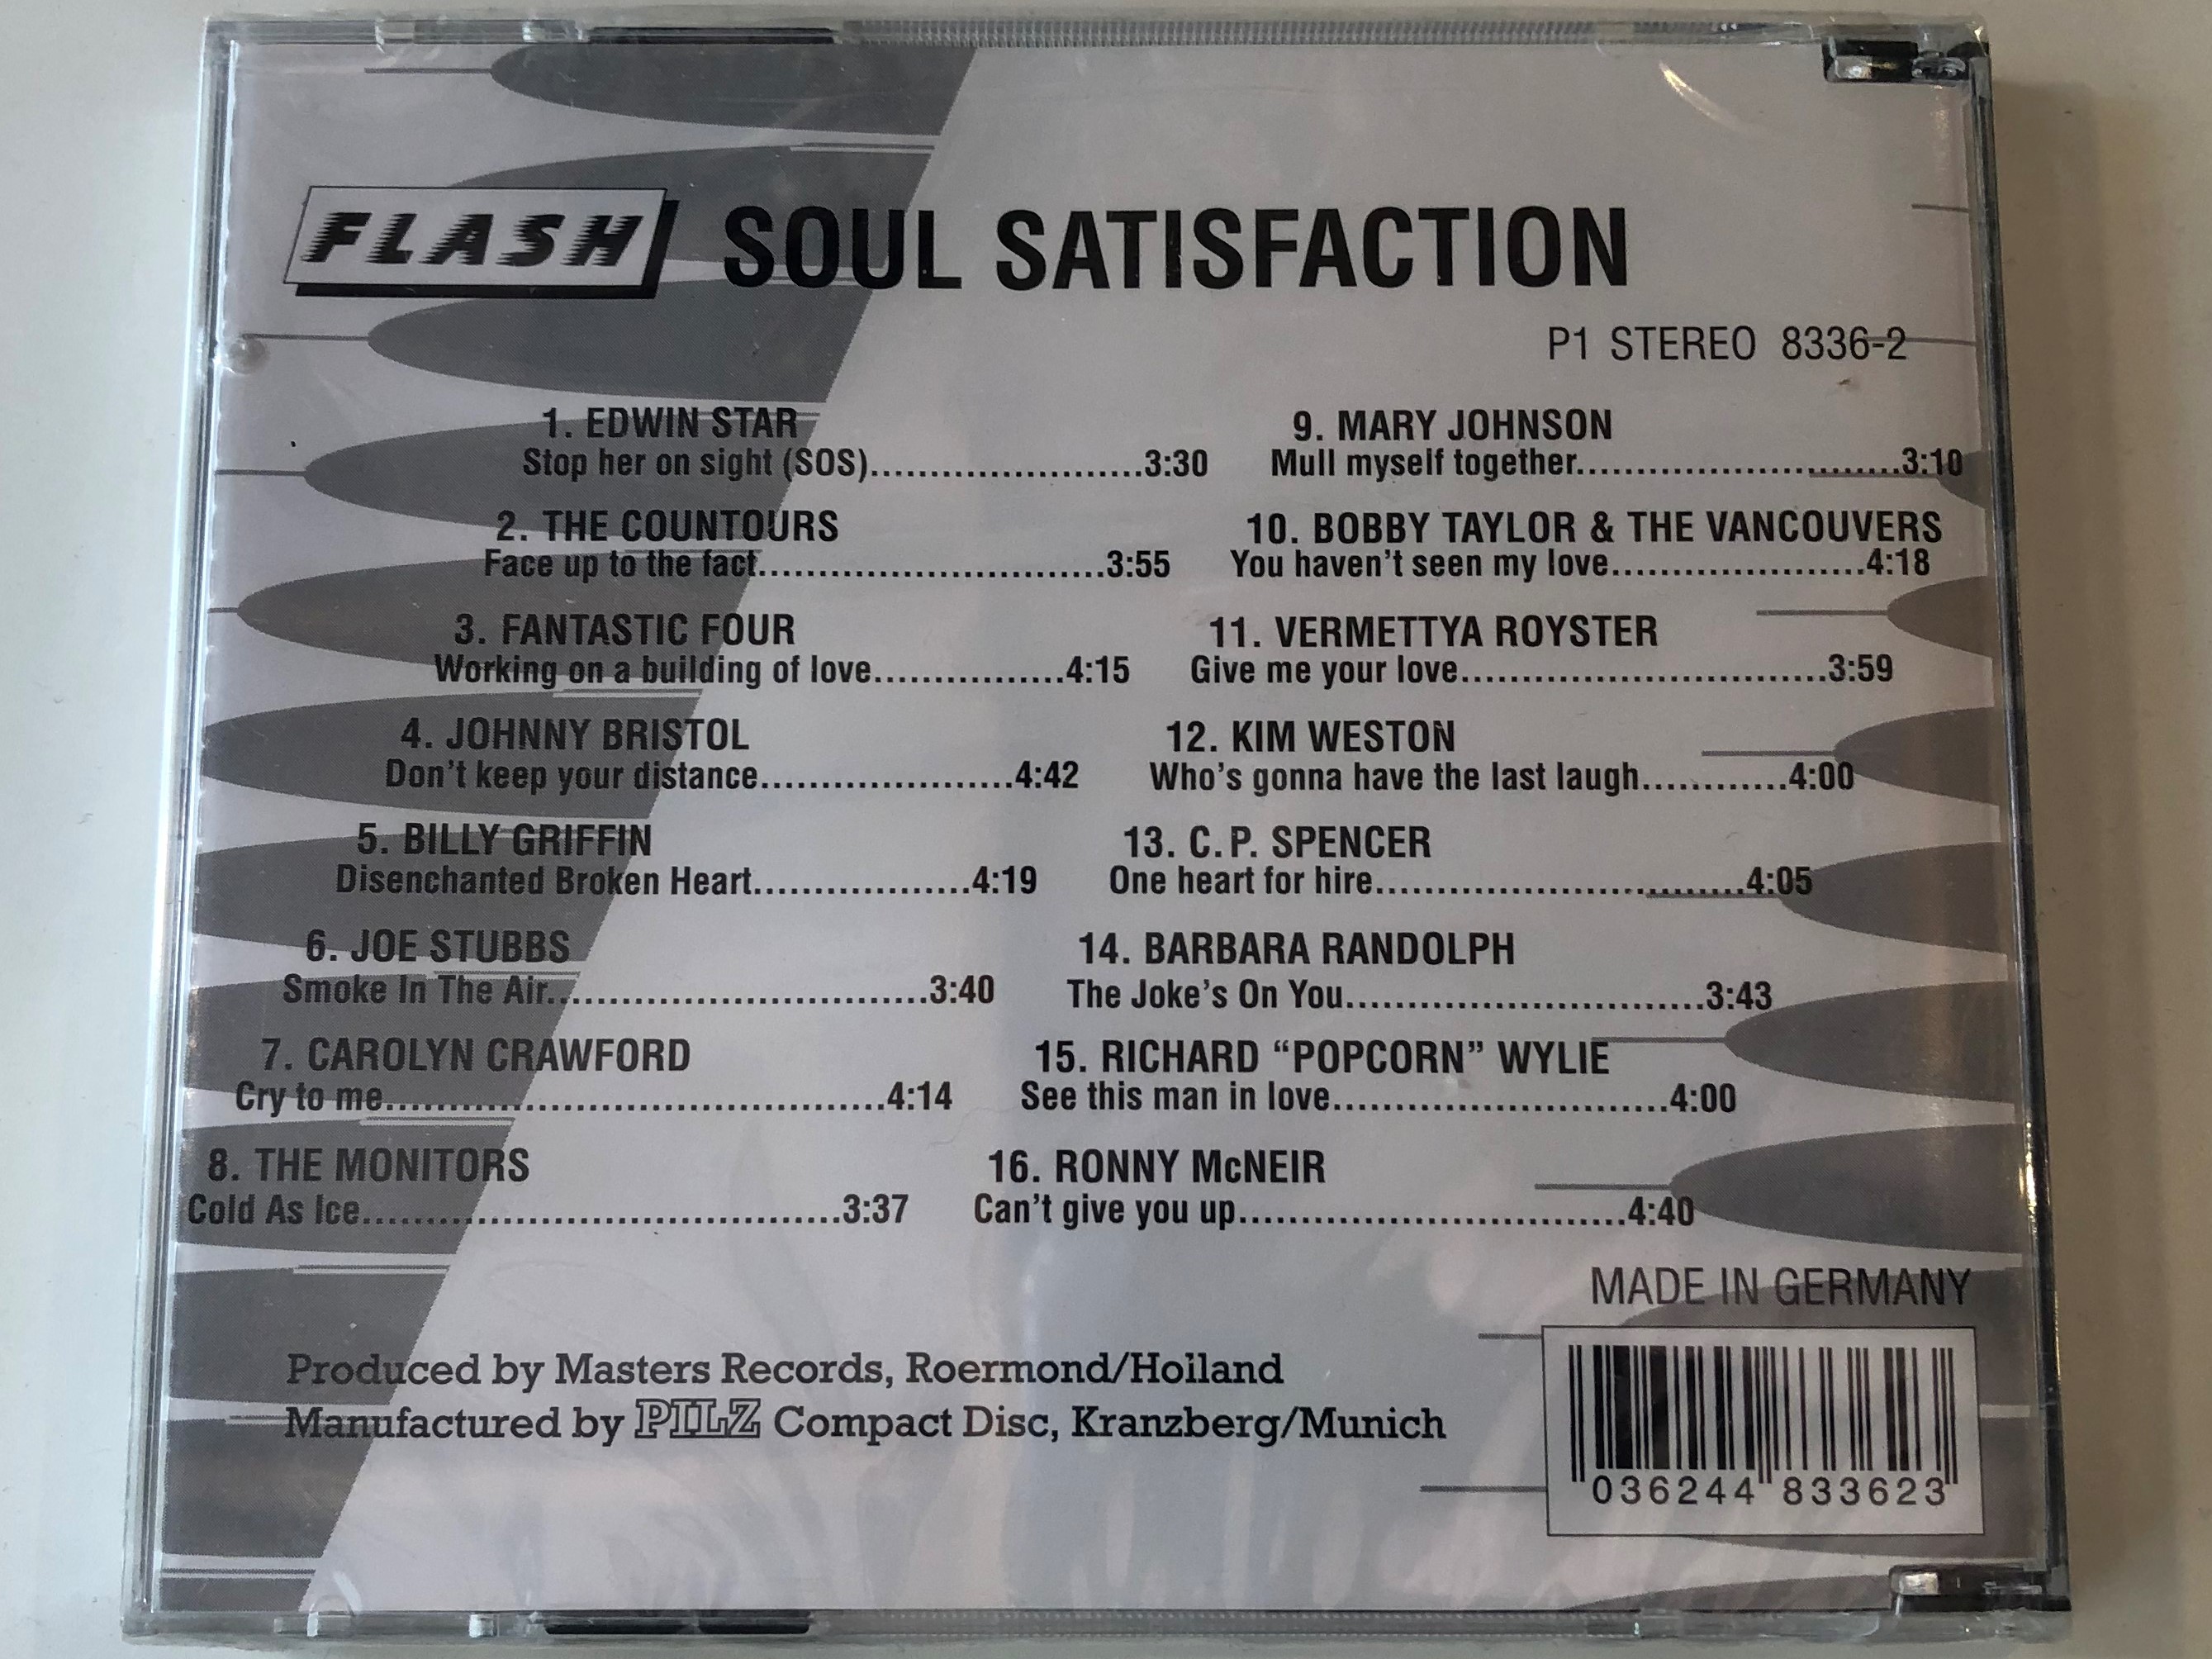 FLASH SOUL SATISFACTION
P1 STEREO 8336-2
1. EDWIN STAR
Stop her on sight (SOS).......................3:30
2. THE COUNTOURS
Face up to the fact.............................3:55
3. FANTASTIC FOUR
Working on a building of love................4:15
4. JOHNNY BRISTOL
Don't keep your distance.....................4:42
5. BILLY GRIFFIN
Disenchanted Broken Heart..................4:19
6. JOE STUBBS
Smoke In The Air...............................3:40
7. CAROLYN CRAWFORD
Cry to me.........................................4:14
8. THE MONITORS
Cold As Ice.......................................3:37
9. MARY JOHNSON
Mull myself together...........................3:10
10. BOBBY TAYLOR & THE VANCOUVERS
You haven't seen my love.....................4:18
11. VERMETTYA ROYSTER
Give me your love..............................3:59
12. KIM WESTON
Who's gonna have the last laugh............4:00
13. C.P. SPENCER
One heart for hire...............................4:05
14. BARBARA RANDOLPH
The Joke's On You..............................3:43
15. RICHARD “POPCORN” WYLIE
See this man in love...........................4:00
16. RONNY McNEIR
Can't give you up................................4:40
MADE IN GERMANY
Produced by Masters Records, Roermond/Holland
Manufactured by PILZ Compact Disc, Kranzberg/Munich
036244 833623